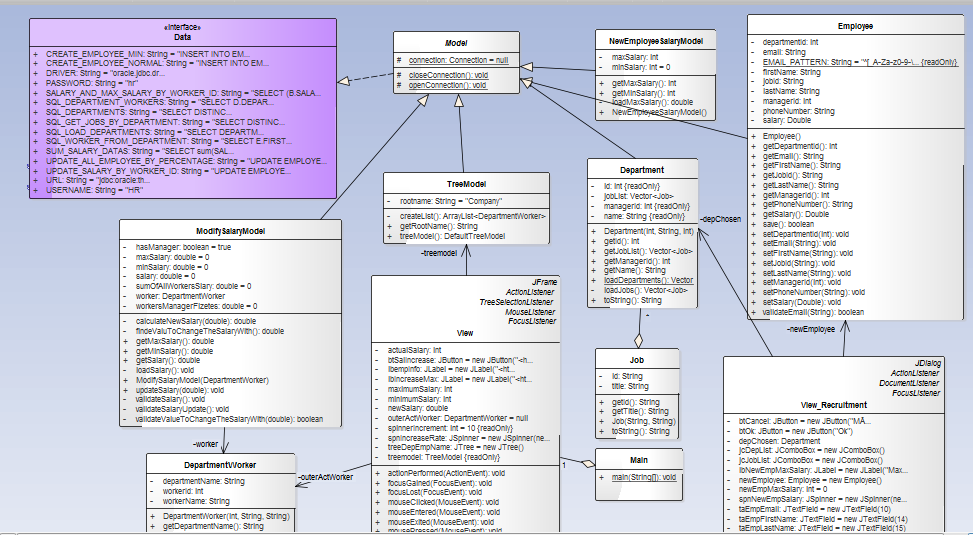 «interface»
Data
+ CREATE_EMPLOYEE_MIN: String = "INSERT INTO EM...
+ CREATE_EMPLOYEE_NORMAL: String = "INSERT INTO EM...
+ DRIVER: String = "oracle.jdbc.dr...
+ PASSWORD: String = "hr"
+ SALARY_AND_MAX_SALARY_BY_WORKER_ID: String = "SELECT (B.SALA...
+ SQL_DEPARTMENT_WORKERS: String = "SELECT D.DEPAR...
+ SQL_DEPARTMENTS: String = "SELECT DISTINC...
+ SQL_GET_JOBS_BY_DEPARTMENT: String = "SELECT DISTINC...
+ SQL_LOAD_DEPARTMENTS: String = "SELECT DEPARTM...
+ SQL_WORKER_FROM_DEPARTMENT: String = "SELECT E.FIRST...
+ SUM_SALARY_DATAS: String = "SELECT sum(SAL...
+ UPDATE_ALL_EMPLOYEE_BY_PERCENTAGE: String = "UPDATE EMPLOYE...
+ UPDATE_SALARY_BY_WORKER_ID: String = "UPDATE EMPLOYE...
+ URL: String = "jdbc:oracle:th...
+ USERNAME: String = "HR"
Model
# connection: Connection = null
# closeConnection(): void
# openConnection(): void
NewEmployeeSalaryModel
- maxSalary: int
- minSalary: int = 0
+ getMaxSalary(): int
+ getMinSalary(): int
- loadMaxSalary(): double
+ NewEmployeeSalaryModel()
Employee
- departmentId: int
- email: String
- EMAIL_PATTERN: String = "^[_A-Za-z0-9-\... {readOnly}
- firstName: String
- jobId: String
- lastName: String
- managerId: int
- phoneNumber: String
- salary: Double
+ Employee()
+ getDepartmentId(): int
+ getEmail(): String
+ getFirstName(): String
+ getJobId(): String
+ getLastName(): String
+ getManagerId(): int
+ getPhoneNumber(): String
+ getSalary(): Double
+ save(): boolean
+ setDepartmentId(int): void
+ setEmail(String): void
+ setFirstName(String): void
+ setJobId(String): void
+ setLastName(String): void
+ setManagerId(int): void
+ setPhoneNumber(String): void
+ setSalary(Double): void
+ validateEmail(String): boolean
TreeModel
- rootname: String = "Company"
- createList(): ArrayList<DepartmentWorker>
+ getRootName(): String
+ treeModel(): DefaultTreeModel
Department
- id: int {readOnly}
- jobList: Vector<Job>
- managerId: int {readOnly}
- name: String {readOnly}
+ Department(int, String, int)
+ getId(): int
+ getJobList(): Vector<Job>
+ getManagerId(): int
+ getName(): String
+ loadDepartments(): Vector
- loadJobs(): Vector<Job>
+ toString(): String
-depChosen
ModifySalaryModel
- hasManager: boolean = true
- maxSalary: double = 0
- minSalary: double = 0
- salary: double = 0
- sumOfAllWorkersSlary: double = 0
- worker: DepartmentWorker
- workersManagerFizetes: double = 0
- calculateNewSalary(double): double
- findeValuToChangeTheSalaryWith(): double
+ getMaxSalary(): double
+ getMinSalary(): double
+ getSalary(): double
- loadSalary(): void
+ ModifySalaryModel(DepartmentWorker)
+ updateSalary(double): void
- validateSalary(): void
- validateSalaryUpdate(): void
- validateValueToChangeTheSalaryWith(double): boolean
-treemodel
JFrame
ActionListener
TreeSelectionListener
MouseListener
FocusListener
View
- actualSalary: int
- btSalIncrease: JButton = new JButton("<h...
- lbempInfo: JLabel = new JLabel("<ht...
- lbincreaseMax: JLabel = new JLabel("<ht...
- maximumSalary: int
- minimumSalary: int
- newSalary: double
- outerActWorker: DepartmentWorker = null
- spinnerincrement: int = 10 {readOnly}
- spnIncreaseRate: JSpinner = new JSpinner(ne...
- treeDepEmpName: JTree = new JTree()
- treemodel: TreeModel {readOnly}
+ actionPerformed(ActionEvent): void
+ focusGained(FocusEvent): void
+ focusLost(FocusEvent): void
+ mouseClicked(MouseEvent): void
+ mouseEntered(MouseEvent): void
+ mouseExited(MouseEvent): void
+ mousePressed(MouseEvent): void
-
Job
- id: String
- title: String
+ getId(): String
+ getTitle(): String
+ Job(String, String)
+ toString(): String
1
Main
+ main(String[]): void
-newEmployee
JDialog
ActionListener
DocumentListener
FocusListener
View_Recruitment
- btCancel: JButton = new JButton("MÃ...
- btOk: JButton = new JButton("Ok")
- depChosen: Department
- jcDepList: JComboBox = new JComboBox()
- jcJobList: JComboBox = new JComboBox()
- lbNewEmpMaxSalary: JLabel = new JLabel("Max...
- newEmployee: Employee = new Employee()
- newEmpMaxSalary: int = 0
- spnNewEmpSalary: JSpinner = new JSpinner(ne...
- taEmpEmail: JTextField = new JTextField(10)
- taEmpFirstName: JTextField = new JTextField(14)
- taEmpLastName: JTextField = new JTextField(15)
-worker
-outerActWorker
DepartmentWorker
- departmentName: String
- workerId: int
- workerName: String
+ DepartmentWorker(int, String, String)
+ getDepartmentName(): String